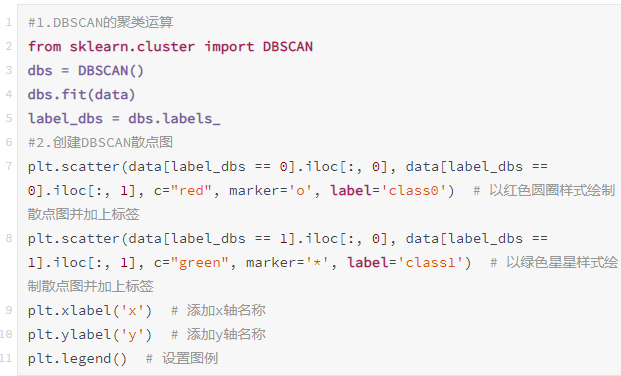 1 #1.DBSCAN的聚类运算
2 from sklearn.cluster import DBSCAN
3 dbs = DBSCAN()
4 dbs.fit(data)
5 label_dbs = dbs.labels_
6 #2.创建DBSCAN散点图
7 plt.scatter(data[label_dbs == 0].iloc[:, 0], data[label_dbs ==
0].iloc[:, 1], c="red", marker='o', label='class0')  # 以红色圆圈样式绘制
散点图并加上标签
8 plt.scatter(data[label_dbs == 1].iloc[:, 0], data[label_dbs ==
1].iloc[:, 1], c="green", marker='*', label='class1')  # 以绿色星星样式绘
制散点图并加上标签
9 plt.xlabel('x')  # 添加x轴名称
10 plt.ylabel('y')  # 添加y轴名称
11 plt.legend()  # 设置图例